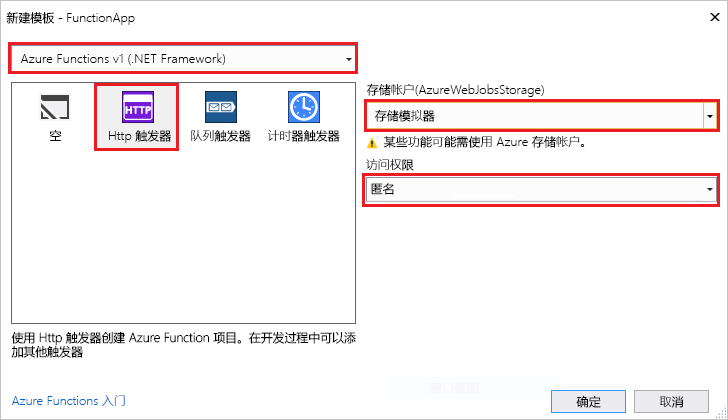 新建模板 - FunctionApp
Azure Functions v1 (.NET Framework)
空
HTTP
Http 触发器
队列触发器
计时器触发器
存储帐户(AzureWebJobsStorage)
存储模拟器
某些功能可能需使用 Azure 存储帐户。
访问权限
匿名
使用 Http 触发器创建 Azure Function 项目。在开发过程中可以添
加其他触发器
Azure Functions 入门
确定
取消